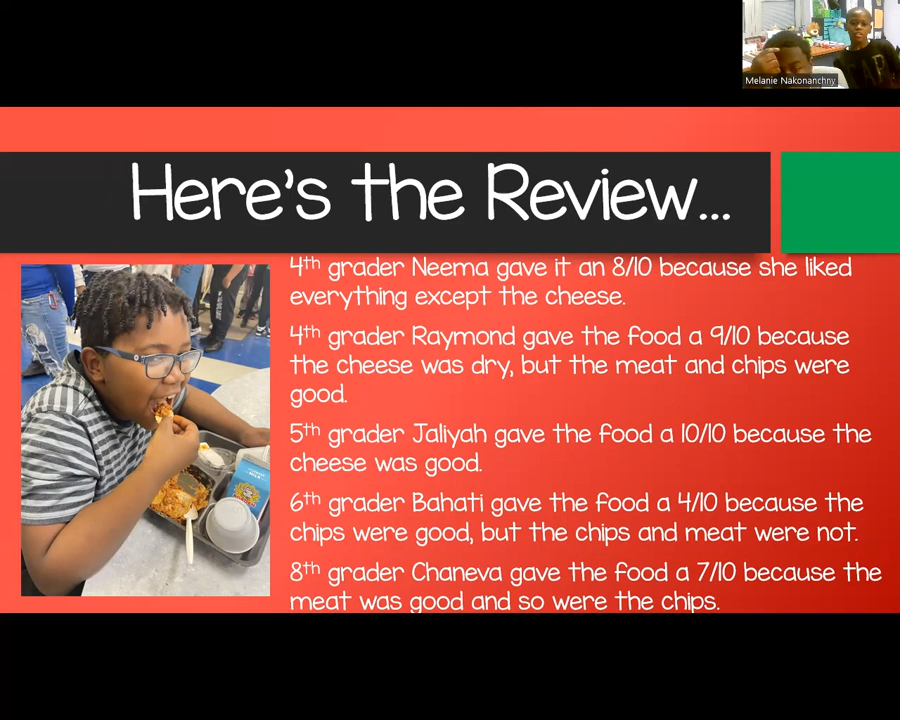 Melanie Nakonanchny
Here's the Review...
4th grader Neema gave it an 8/10 because she liked
everything except the cheese.
4th grader Raymond gave the food a 9/10 because
the cheese was dry, but the meat and chips were
good.
5th grader Jaliyah gave the food a 10/10 because the
cheese was good.
6th grader Bahati gave the food a 4/10 because the
chips were good, but the chips and meat were not.
8th grader Chaneva gave the food a 7/10 because the
meat was good and so were the chips.